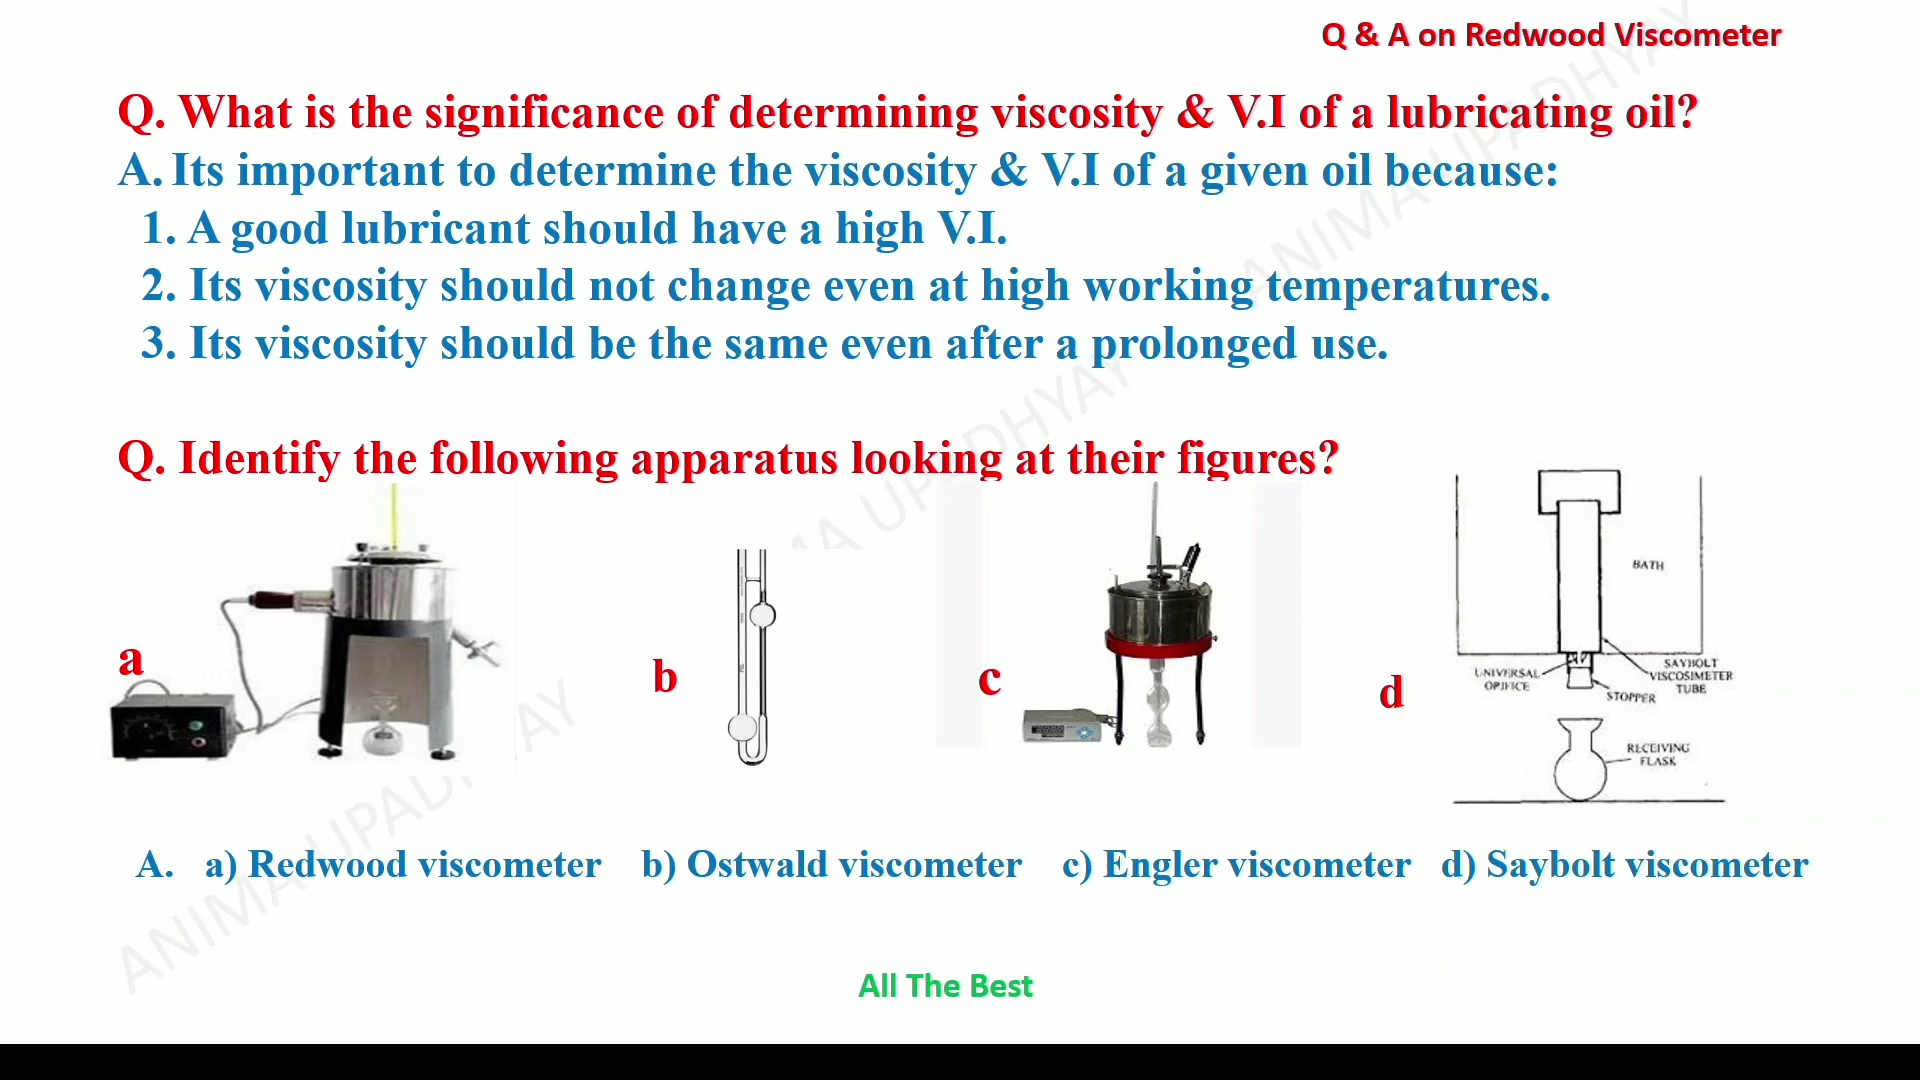 Q & A on Redwood Viscometer
Q. What is the significance of determining viscosity & V.I of a lubricating oil?
A. Its important to determine the viscosity & V.I of a given oil because:
1. A good lubricant should have a high V.I.
2. Its viscosity should not change even at high working temperatures.
3. Its viscosity should be the same even after a prolonged use.
Q. Identify the following apparatus looking at their figures?
a
b
c
d
BATH
UNIVERSAL
ORIFICE
SAYBOLT
VISCOSIMETER
TUBE
STOPPER
RECEIVING
FLASK
A. a) Redwood viscometer b) Ostwald viscometer c) Engler viscometer d) Saybolt viscometer
All The Best
ANIMA UPADHYAY